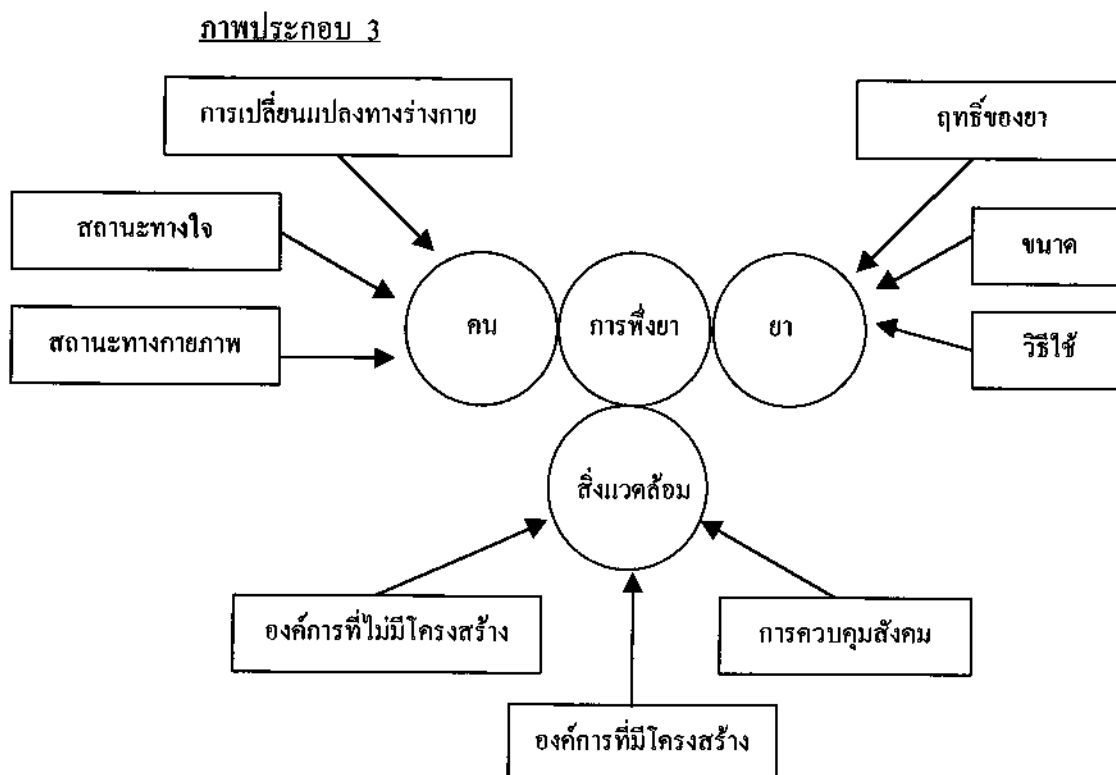 ภาพประกอบ 3
การเปลี่ยนแปลงทางร่างกาย
ฤทธิ์ของยา
สถานะทางใจ
ขนาด
สถานะทางกายภาพ
คน
การพึ่งยา
ยา
วิธีใช้
สิ่งแวดล้อม
องค์การที่ไม่มีโครงสร้าง
การควบคุมสังคม
องค์การที่มีโครงสร้าง